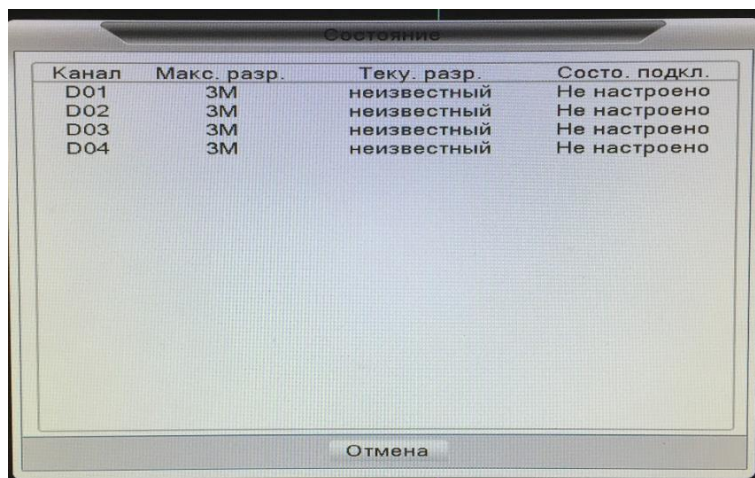 Состояние
Канал Макс. разр. Теку. разр. Состо. подкл.
D01 3M неизвестный Не настроено
D02 3M неизвестный Не настроено
D03 3M неизвестный Не настроено
D04 3M неизвестный Не настроено
Отмена